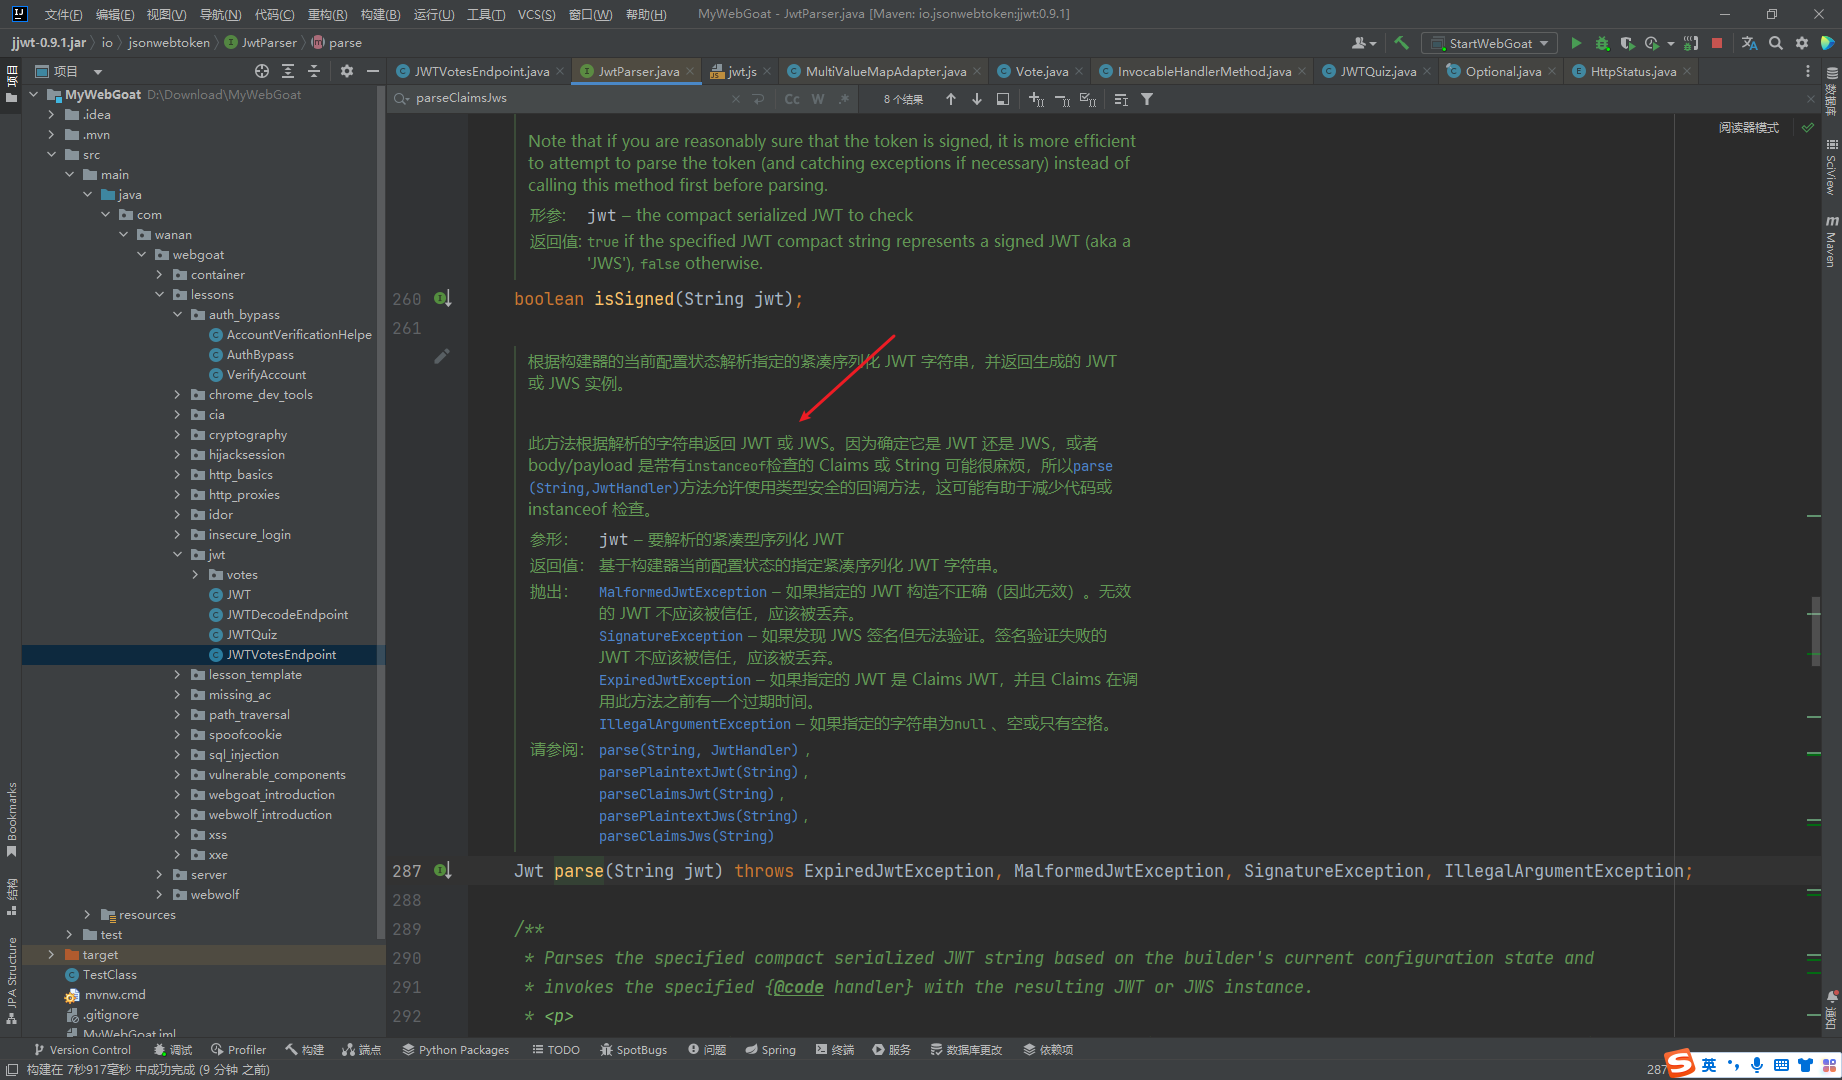 文件(F) 编辑(E) 视图(V) 导航(N) 代码(C) 重构(R) 构建(B) 运行(U) 工具(T) VCS(S) 窗口(W) 帮助(H) MyWebGoat - JwtParser.java [Maven: io.jsonwebtoken:jjwt:0.9.1]
jjwt-0.9.1.jar io jsonwebtoken JwtParser parse StartWebGoat
项目
JWTVotesEndpoint.java JwtParser.java jwt.js MultiValueMapAdapter.java Vote.java InvocableHandlerMethod.java JWTQuiz.java Optional.java HttpStatus.java
MyWebGoat D:\Download\MyWebGoat
.idea
.mvn
src
main
java
com
wanan
webgoat
container
lessons
auth_bypass
AccountVerificationHelpe
AuthBypass
VerifyAccount
chrome_dev_tools
cia
cryptography
hijacksession
http_basics
http_proxies
idor
insecure_login
jwt
votes
JWT
JWTDecodeEndpoint
JWTQuiz
JWTVotesEndpoint
lesson_template
missing_ac
path_traversal
spoofcookie
sql_injection
vulnerable_components
webgoat_introduction
webwolf_introduction
xss
xxe
server
webwolf
resources
test
target
TestClass
mvnw.cmd
.gitignore
MyWebGoat.iml
parseClaimsJws Cc W .* 8 个结果
阅读器模式
Note that if you are reasonably sure that the token is signed, it is more efficient
to attempt to parse the token (and catching exceptions if necessary) instead of
calling this method first before parsing.
形参: jwt – the compact serialized JWT to check
返回值: true if the specified JWT compact string represents a signed JWT (aka a
'JWS'), false otherwise.
260 boolean isSigned(String jwt);
261
根据构建器的当前配置状态解析指定的紧凑序列化 JWT 字符串，并返回生成的 JWT
或 JWS 实例。
此方法根据解析的字符串返回 JWT 或 JWS。因为确定它是 JWT 还是 JWS，或者
body/payload 是带有instanceof检查的 Claims 或 String 可能很麻烦，所以parse
(String,JwtHandler)方法允许使用类型安全的回调方法，这可能有助于减少代码或
instanceof 检查。
参形： jwt – 要解析的紧凑型序列化 JWT
返回值： 基于构建器当前配置状态的指定紧凑序列化 JWT 字符串。
抛出： MalformedJwtException – 如果指定的 JWT 构造不正确（因此无效）。无效
的 JWT 不应该被信任，应该被丢弃。
SignatureException – 如果发现 JWS 签名但无法验证。签名验证失败的
JWT 不应该被信任，应该被丢弃。
ExpiredJwtException – 如果指定的 JWT 是 Claims JWT，并且 Claims 在调
用此方法之前有一个过期时间。
IllegalArgumentException – 如果指定的字符串为null 、空或只有空格。
请参阅： parse(String, JwtHandler) ,
parsePlaintextJwt(String) ,
parseClaimsJwt(String) ,
parsePlaintextJws(String) ,
parseClaimsJws(String)
287 Jwt parse(String jwt) throws ExpiredJwtException, MalformedJwtException, SignatureException, IllegalArgumentException;
288
289 /**
290 * Parses the specified compact serialized JWT string based on the builder's current configuration state and
291 * invokes the specified {@code handler} with the resulting JWT or JWS instance.
292 * <p>
项目
Bookmarks
结构
JPA Structure
数据库
SciView
Maven
通知
Version Control 调试 Profiler 构建 端点 Python Packages TODO SpotBugs 问题 Spring 终端 服务 数据库更改 依赖项
构建在 7秒917毫秒 中成功完成 (9 分钟 之前) 287
英